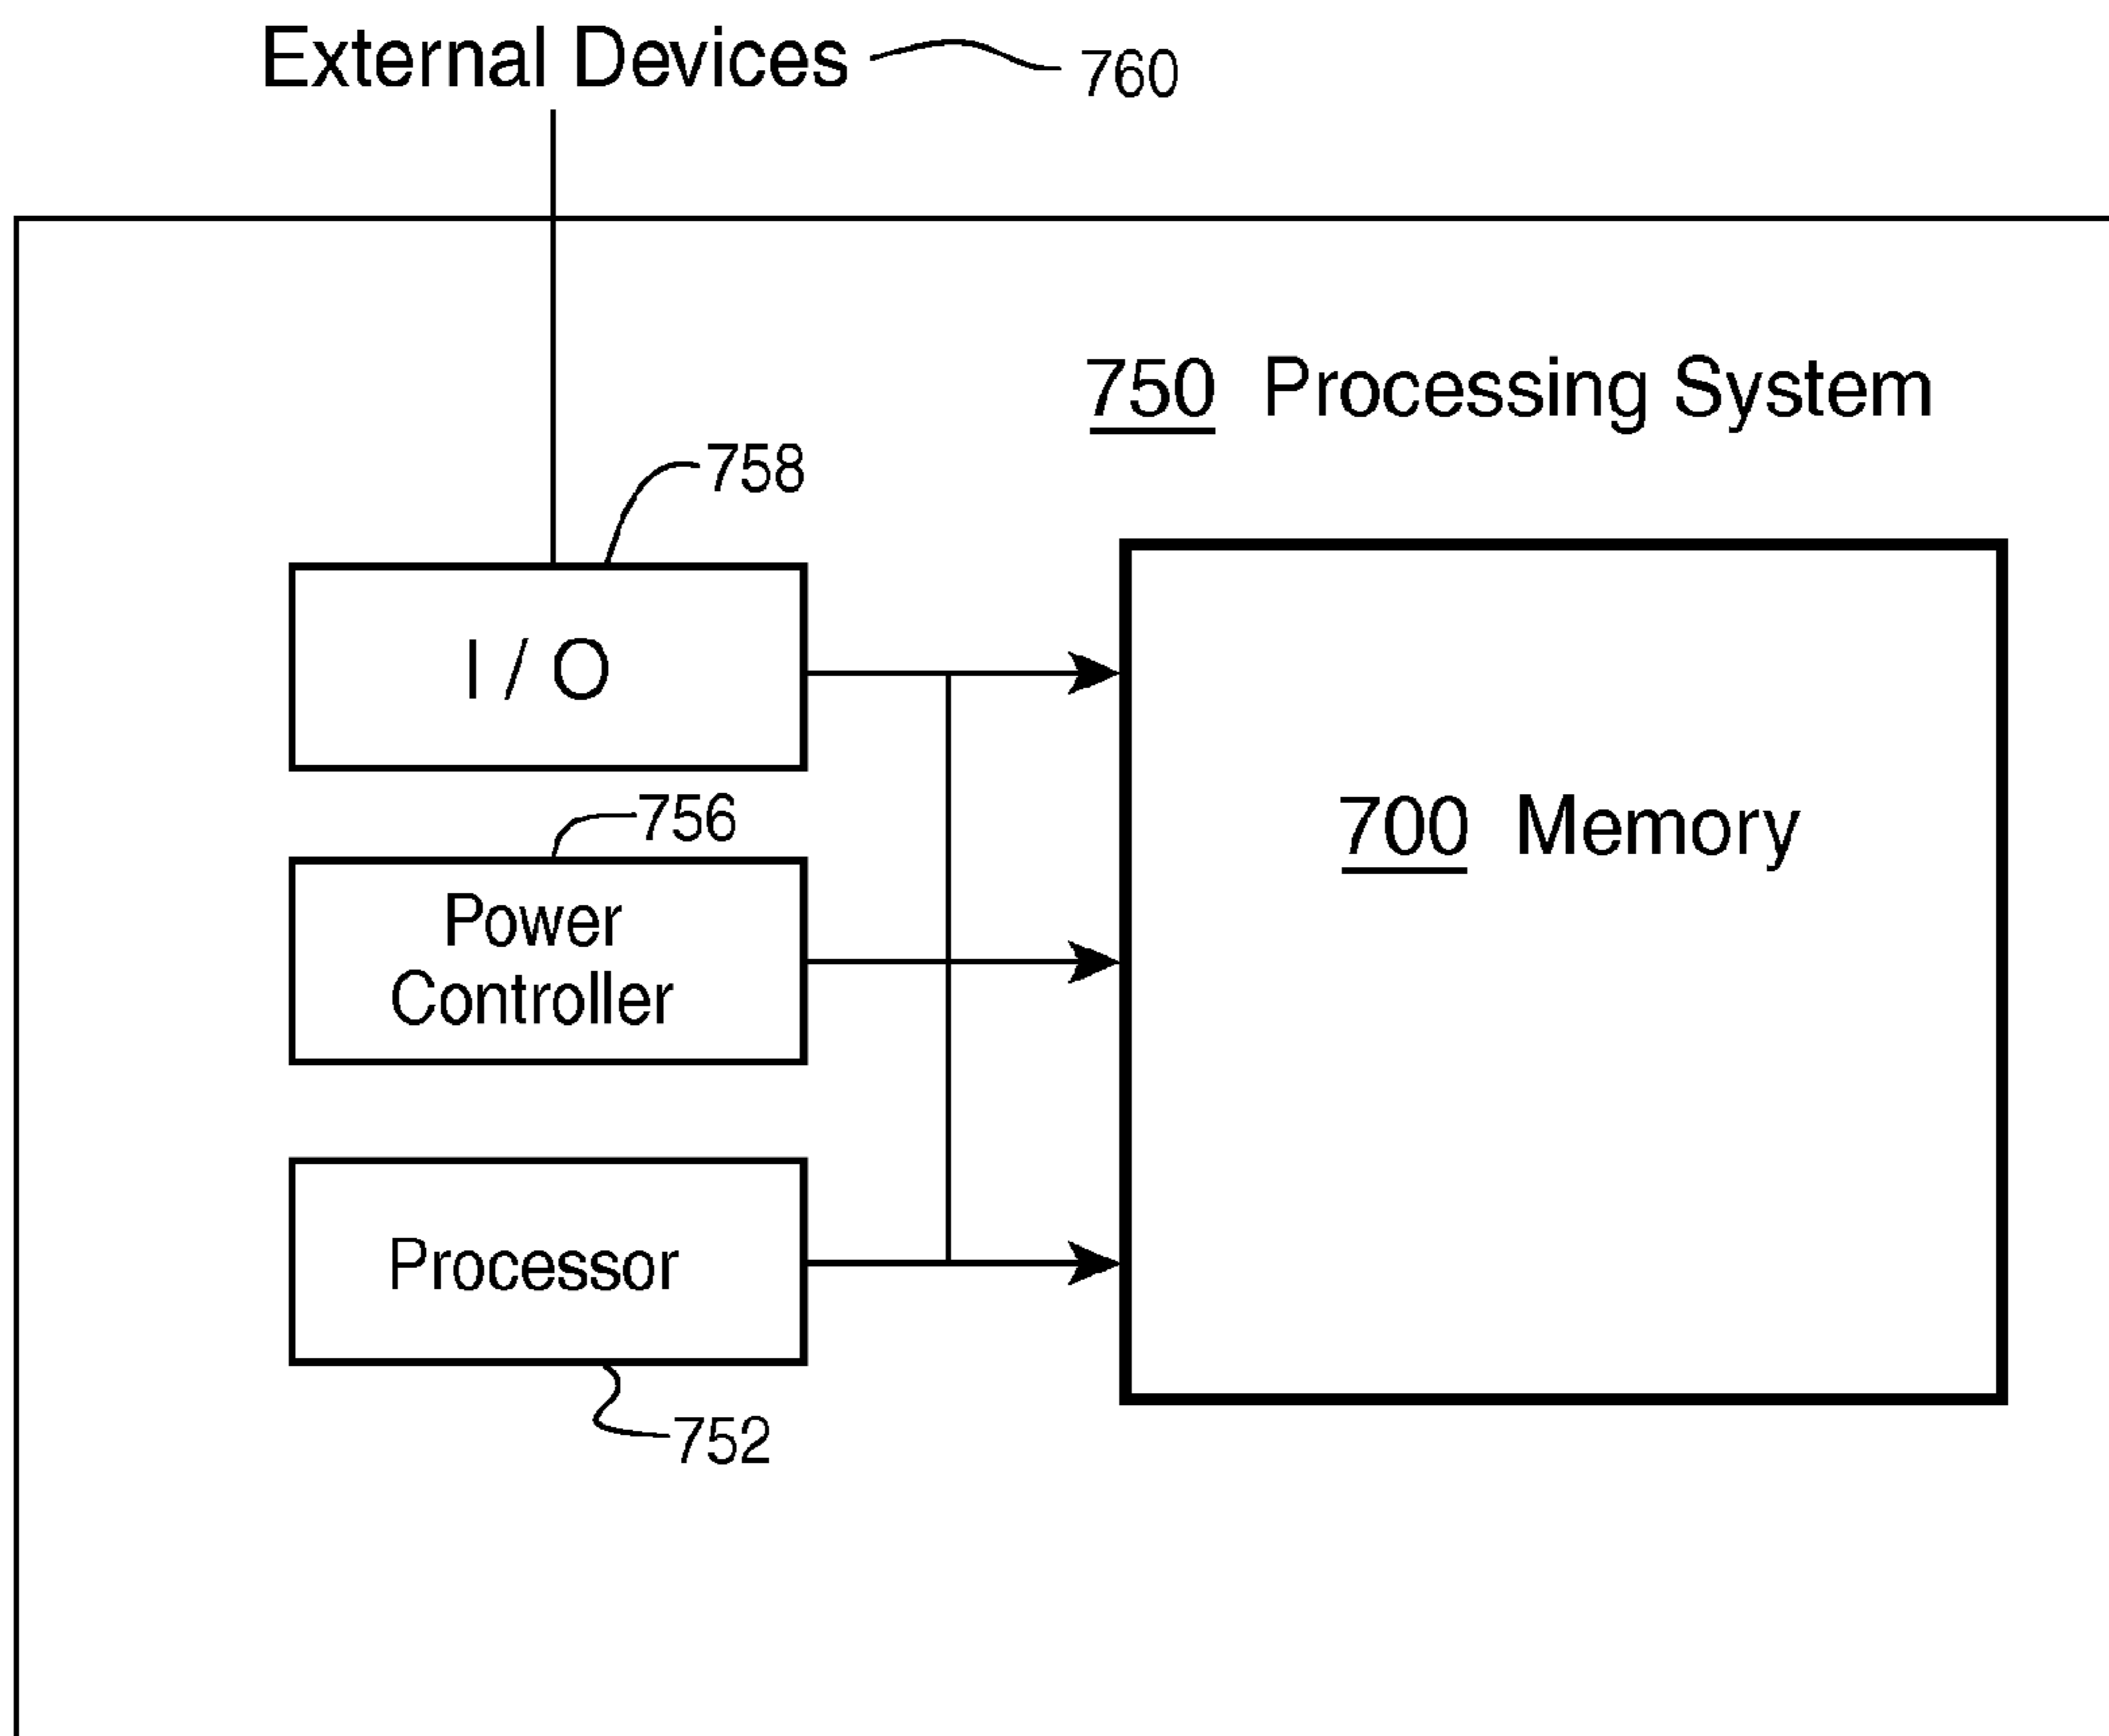 External Devices 760
750 Processing System
758
I / O
756
700 Memory
Power
Controller
Processor
752